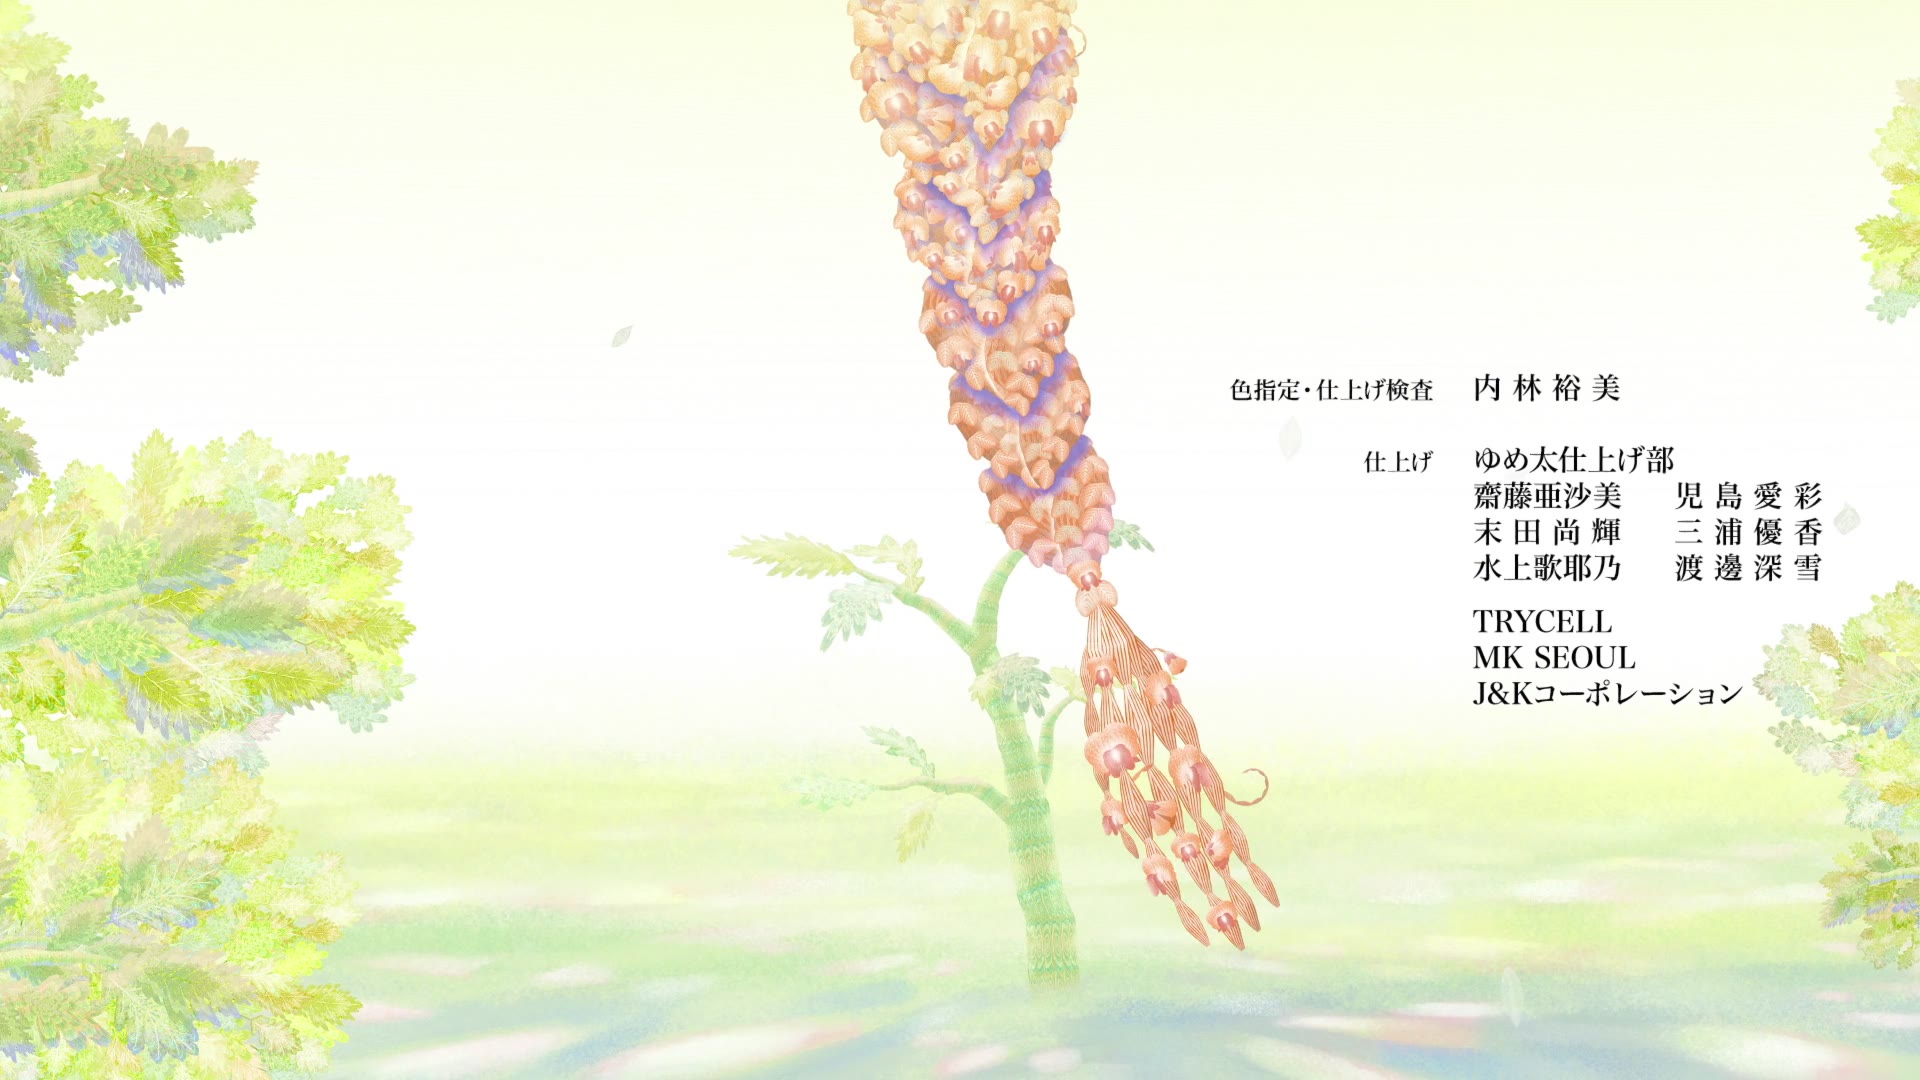 色指定・仕上げ検査 内林裕美
仕上げ ゆめ太仕上げ部
齋藤亜沙美 児島愛彩
末田尚輝 三浦優香
水上歌耶乃 渡邊深雪
TRYCELL
MK SEOUL
J&Kコーポレーション